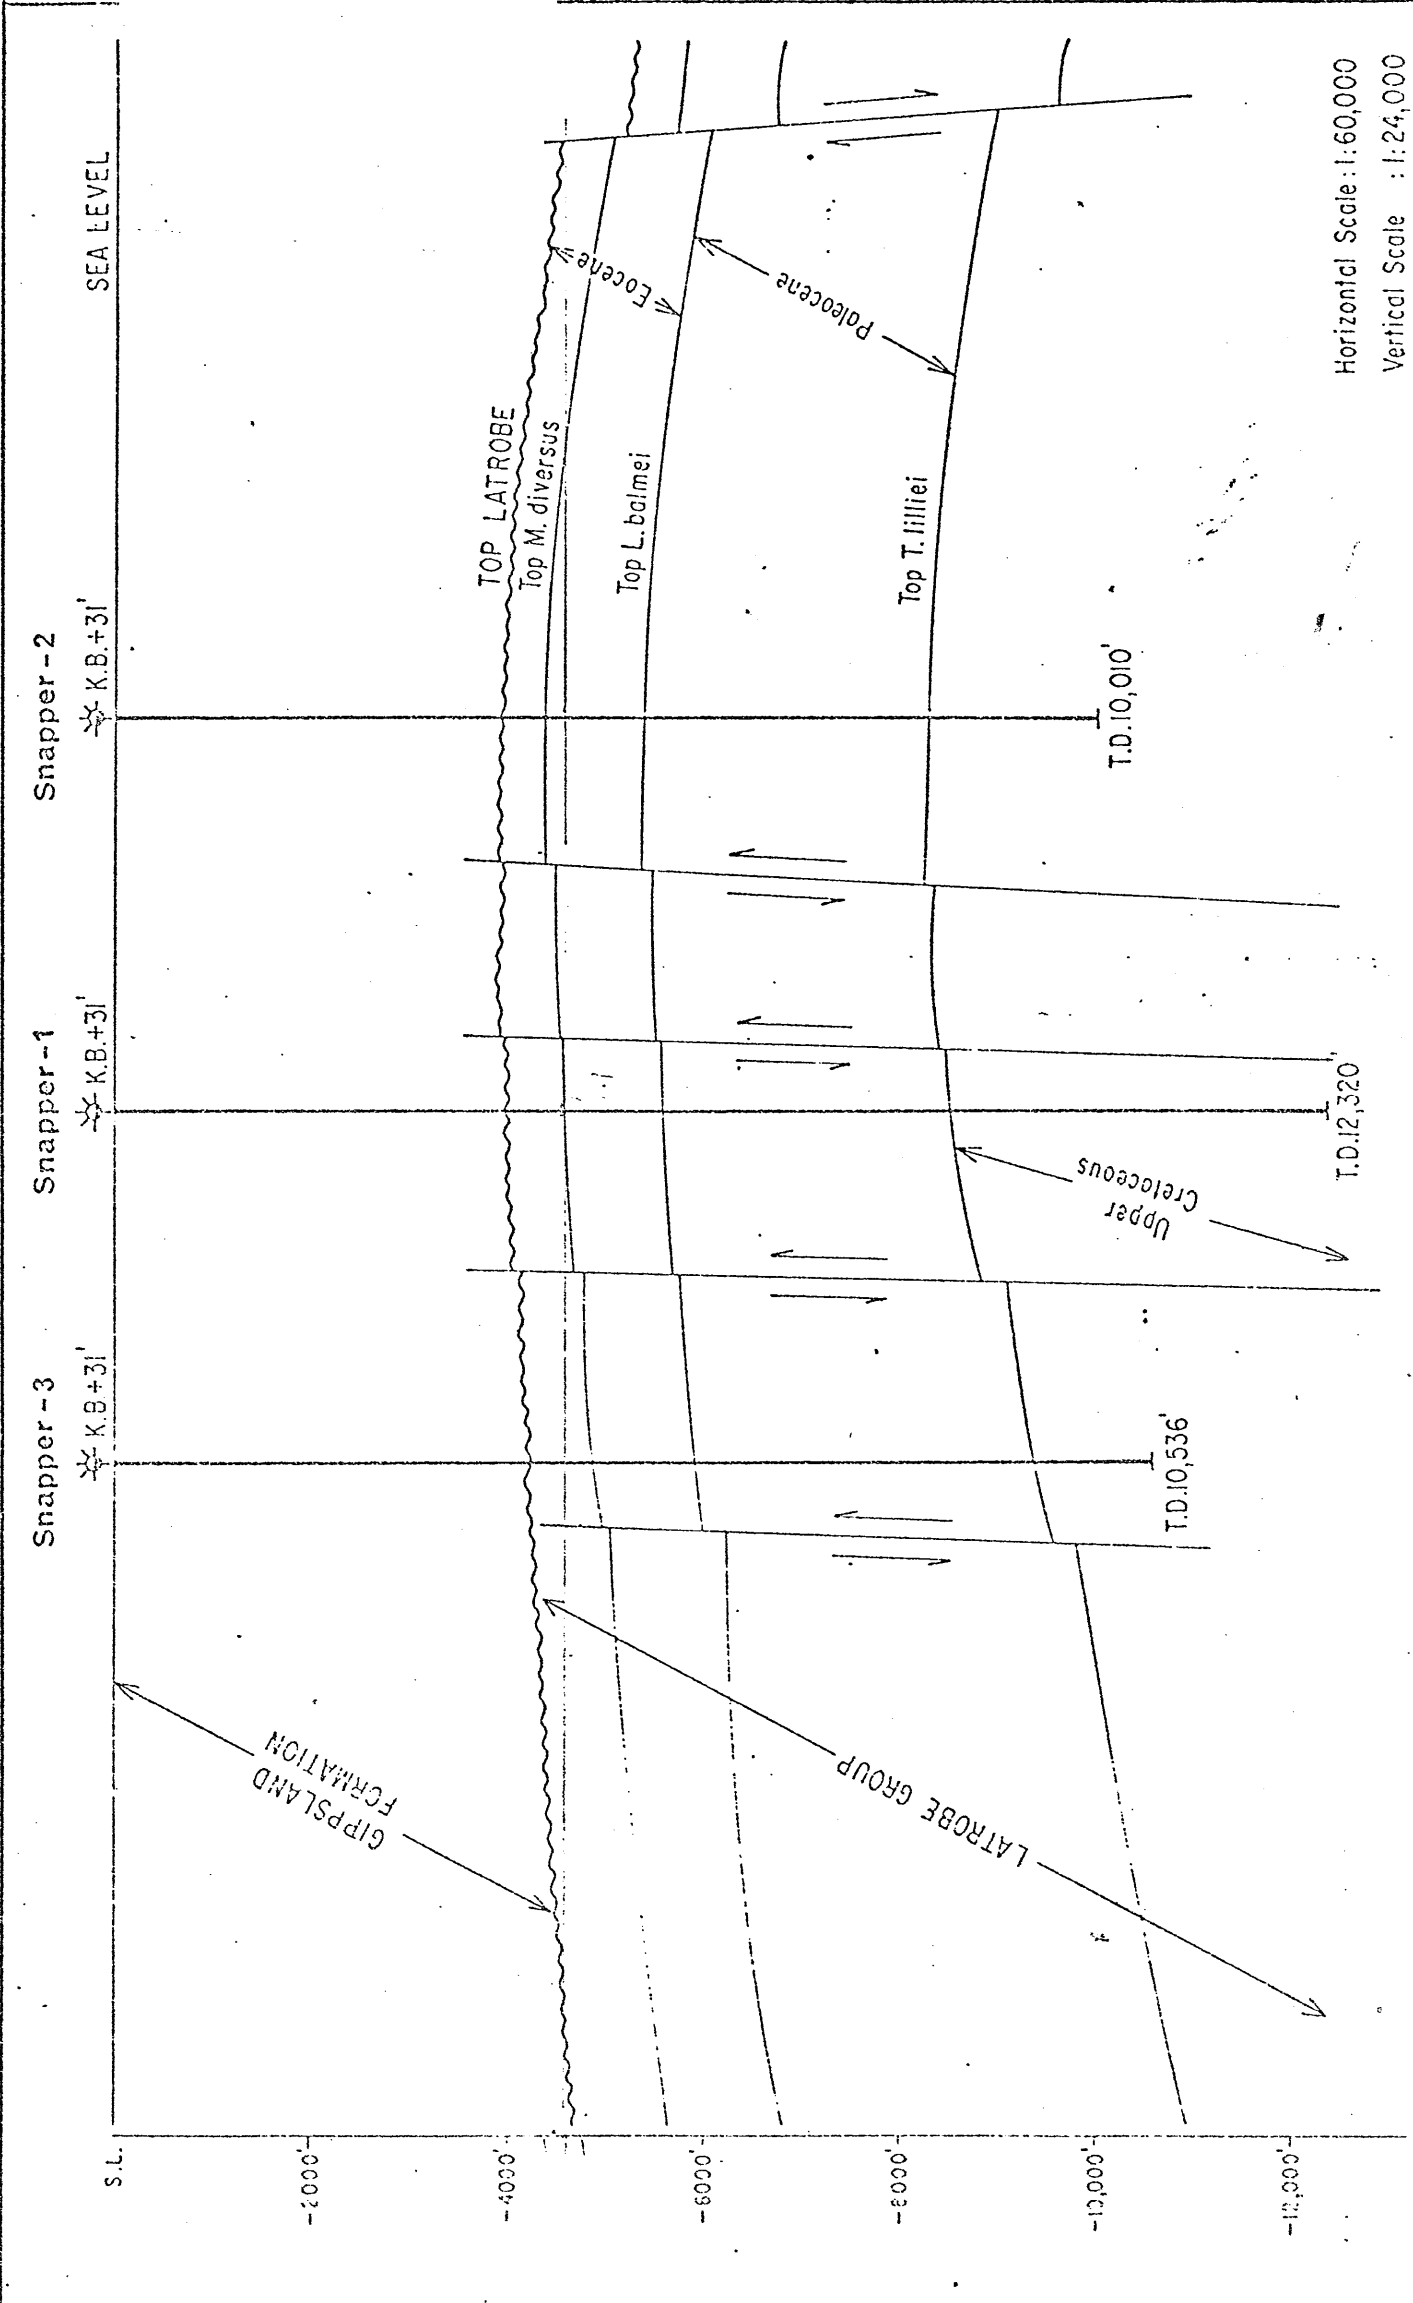 Snapper-3
Snapper-1
Snapper-2
K.B.+31'
K.B.+31'
K.B.+31'
SEA LEVEL
S.L.
-2000'
-4000'
-6000'
-8000'
-10,000'
-12,000'
GIPPSLAND
FORMATION
TOP LATROBE
Top M. diversus
Eocene
Top L. balmei
Paleocene
Top T. lilliei
LATROBE GROUP
Upper
Cretaceous
T.D.10,536'
T.D.12,320'
T.D.10,010'
Horizontal Scale:1:60,000
Vertical Scale :1:24,000